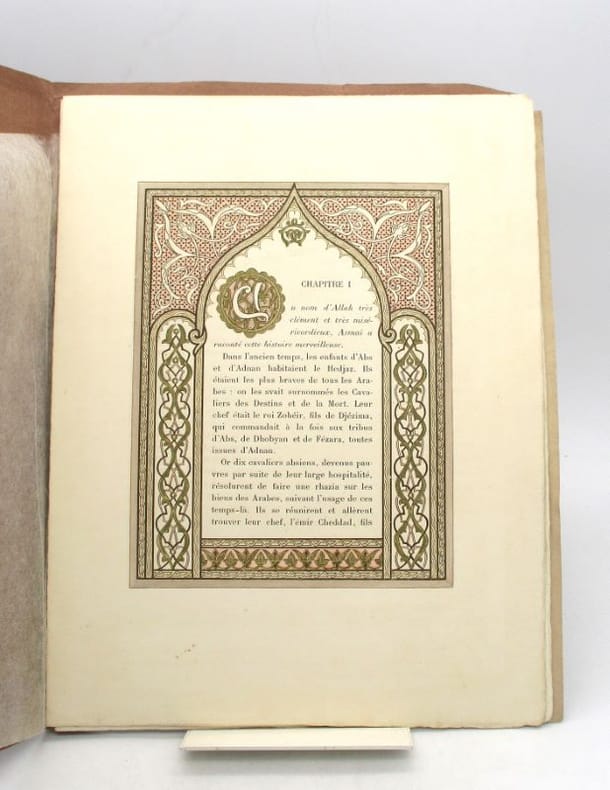 CHAPITRE I
Au nom d'Allah très
clément et très misé-
ricordieux, Asmaï a
raconté cette histoire merveilleuse.
Dans l'ancien temps, les enfants d'Abs
et d'Adnan habitaient le Hedjaz. Ils
étaient les plus braves de tous les Ara-
bes : on les avait surnommés les Cava-
liers des Destins et de la Mort. Leur
chef était le roi Zohéir, fils de Djézima,
qui commandait à la fois aux tribus
d'Abs, de Dhobyan et de Fézara, toutes
issues d'Adnan.
Or dix cavaliers absiens, devenus pau-
vres par suite de leur large hospitalité,
résolurent de faire une rhazia sur les
biens des Arabes, suivant l'usage de ces
temps-là. Ils se réunirent et allèrent
trouver leur chef, l'émir Cheddad, fils